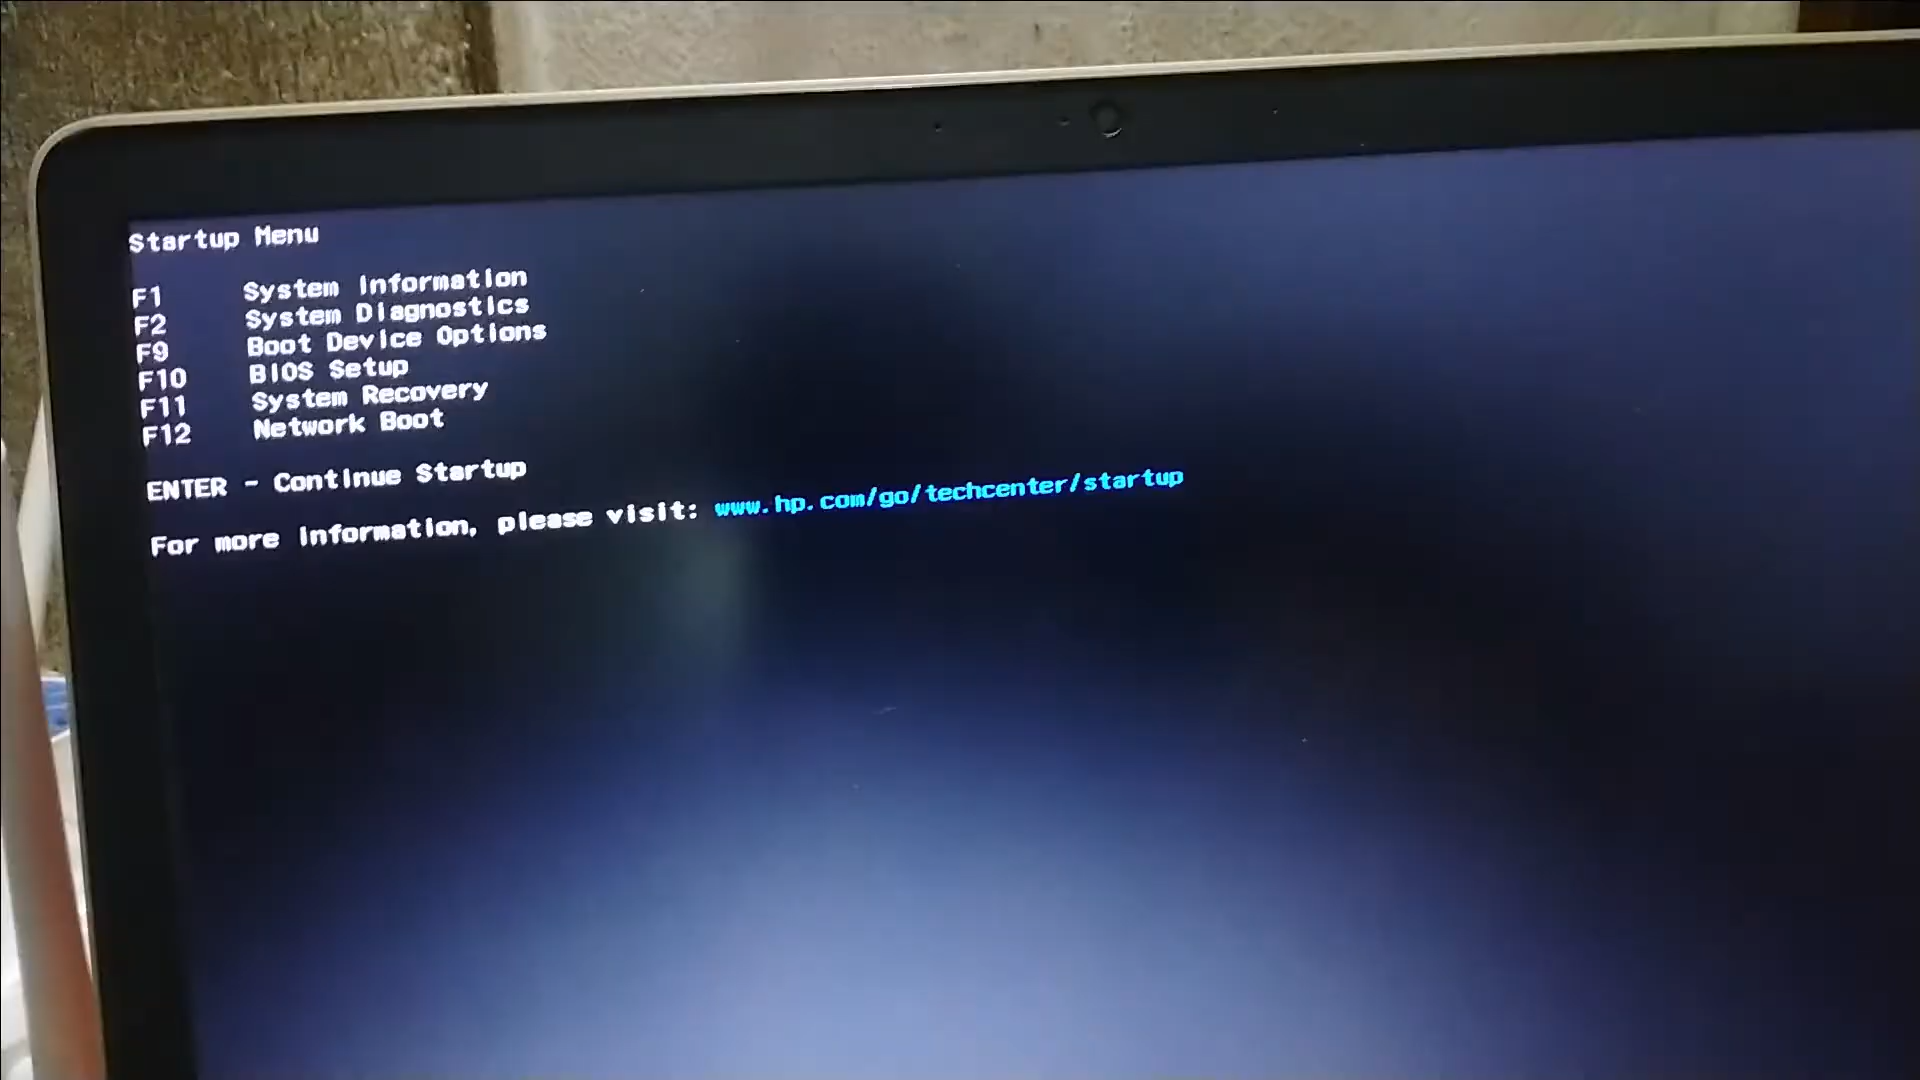 Startup Menu
F1 System Information
F2 System Diagnostics
F9 Boot Device Options
F10 BIOS Setup
F11 System Recovery
F12 Network Boot
ENTER - Continue Startup
For more information, please visit: www.hp.com/go/techcenter/startup